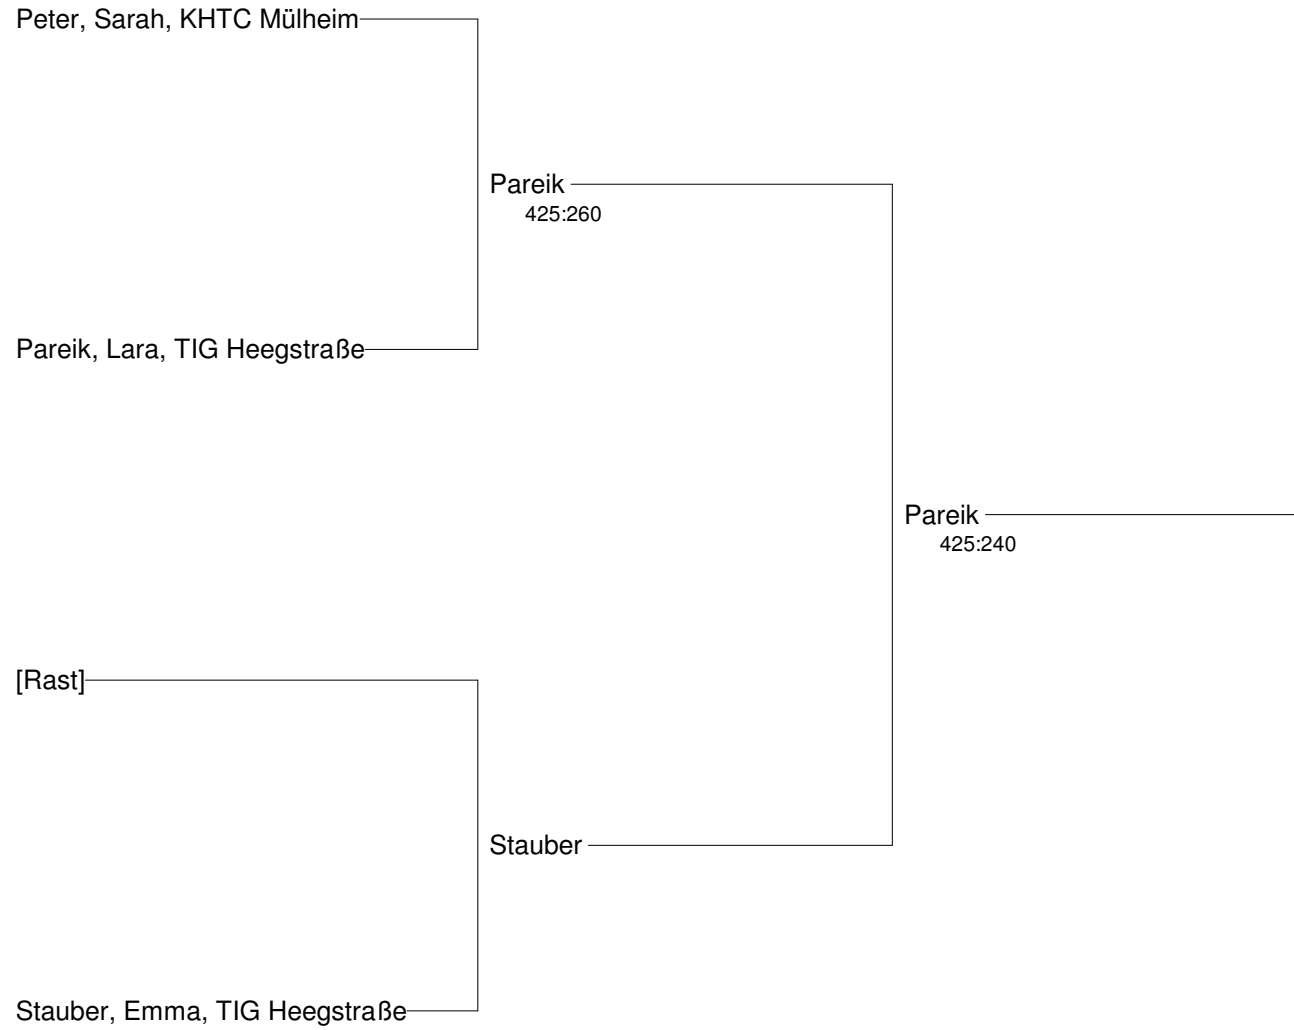 Peter, Sarah, KHTC Mülheim
Pareik
425:260
Pareik, Lara, TIG Heegstraße
Pareik
425:240
[Rast]
Stauber
Stauber, Emma, TIG Heegstraße